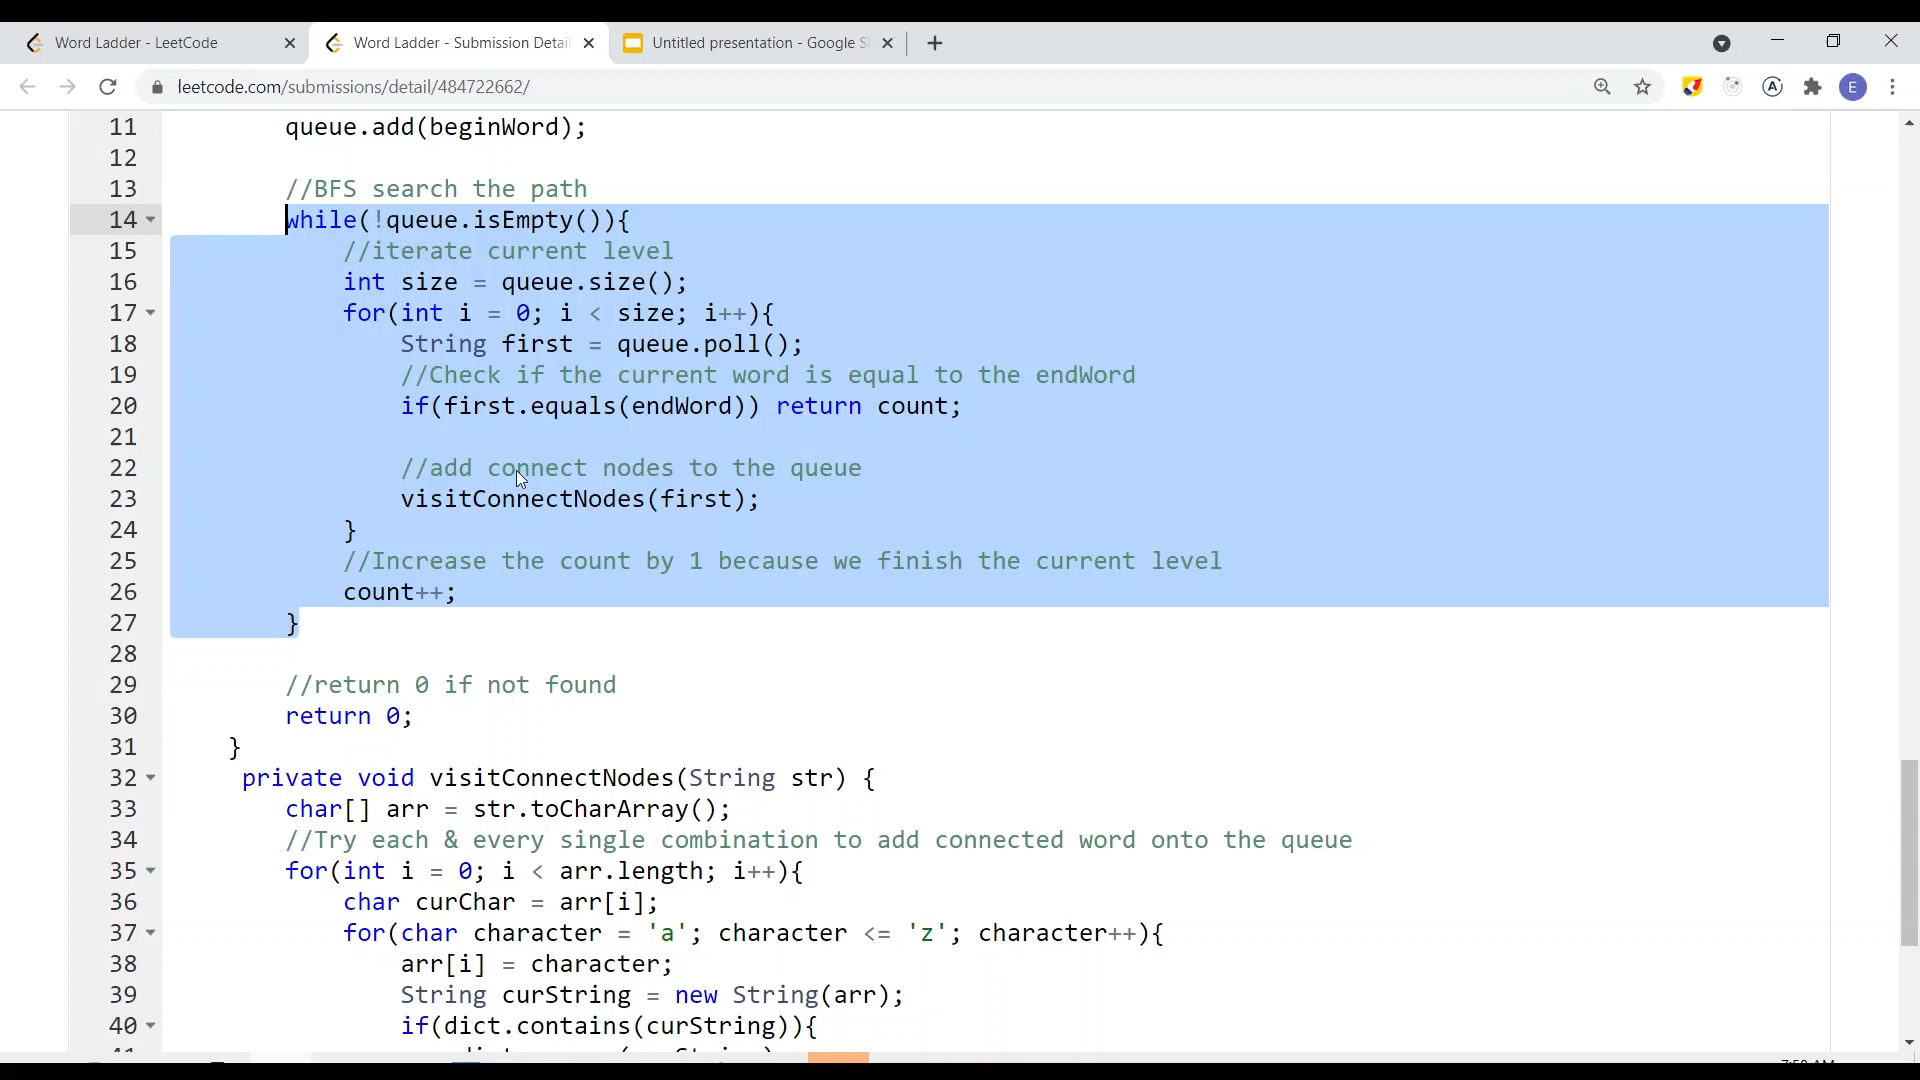 Word Ladder - LeetCode
Word Ladder - Submission Detail
Untitled presentation - Google Sl
leetcode.com/submissions/detail/484722662/
E
11 queue.add(beginWord);
12
13 //BFS search the path
14 while(!queue.isEmpty()){
15 //iterate current level
16 int size = queue.size();
17 for(int i = 0; i < size; i++){
18 String first = queue.poll();
19 //Check if the current word is equal to the endWord
20 if(first.equals(endWord)) return count;
21
22 //add connect nodes to the queue
23 visitConnectNodes(first);
24 }
25 //Increase the count by 1 because we finish the current level
26 count++;
27 }
28
29 //return 0 if not found
30 return 0;
31 }
32 private void visitConnectNodes(String str) {
33 char[] arr = str.toCharArray();
34 //Try each & every single combination to add connected word onto the queue
35 for(int i = 0; i < arr.length; i++){
36 char curChar = arr[i];
37 for(char character = 'a'; character <= 'z'; character++){
38 arr[i] = character;
39 String curString = new String(arr);
40 if(dict.contains(curString)){